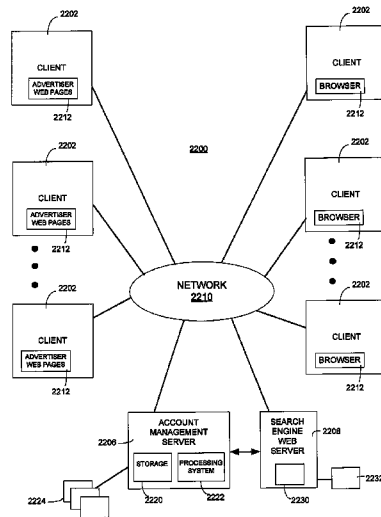 2202
CLIENT
ADVERTISER
WEB PAGES
2212
2202
CLIENT
BROWSER
2212
2200
2202
CLIENT
ADVERTISER
WEB PAGES
2212
2202
CLIENT
BROWSER
2212
NETWORK
2210
2202
CLIENT
ADVERTISER
WEB PAGES
2212
2202
CLIENT
BROWSER
2212
2206
ACCOUNT
MANAGEMENT
SERVER
STORAGE
PROCESSING
SYSTEM
2220
2222
2224
SEARCH
ENGINE
WEB
SERVER
2208
2230
2232